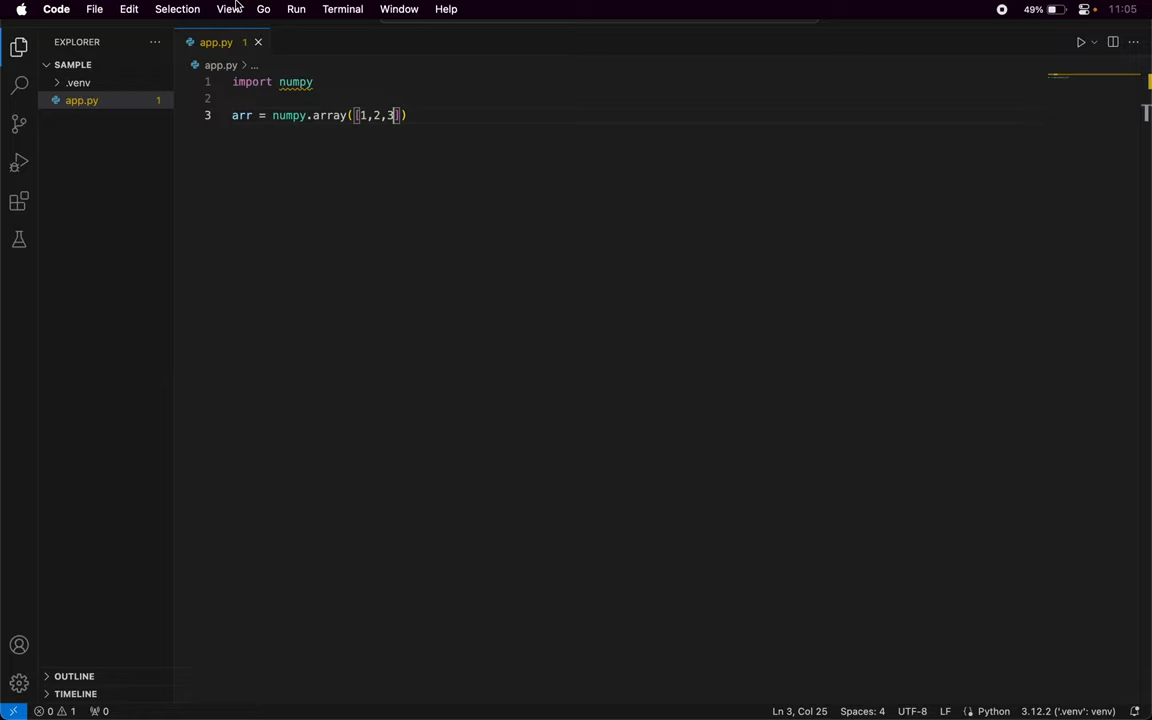 Code File Edit Selection View Go Run Terminal Window Help 49% 11:05
EXPLORER
app.py 1
SAMPLE
app.py > ...
.venv
1 import numpy
app.py 1
2
3 arr = numpy.array([1,2,3])
OUTLINE
TIMELINE
0 1 0 Ln 3, Col 25 Spaces: 4 UTF-8 LF Python 3.12.2 ('.venv': venv)